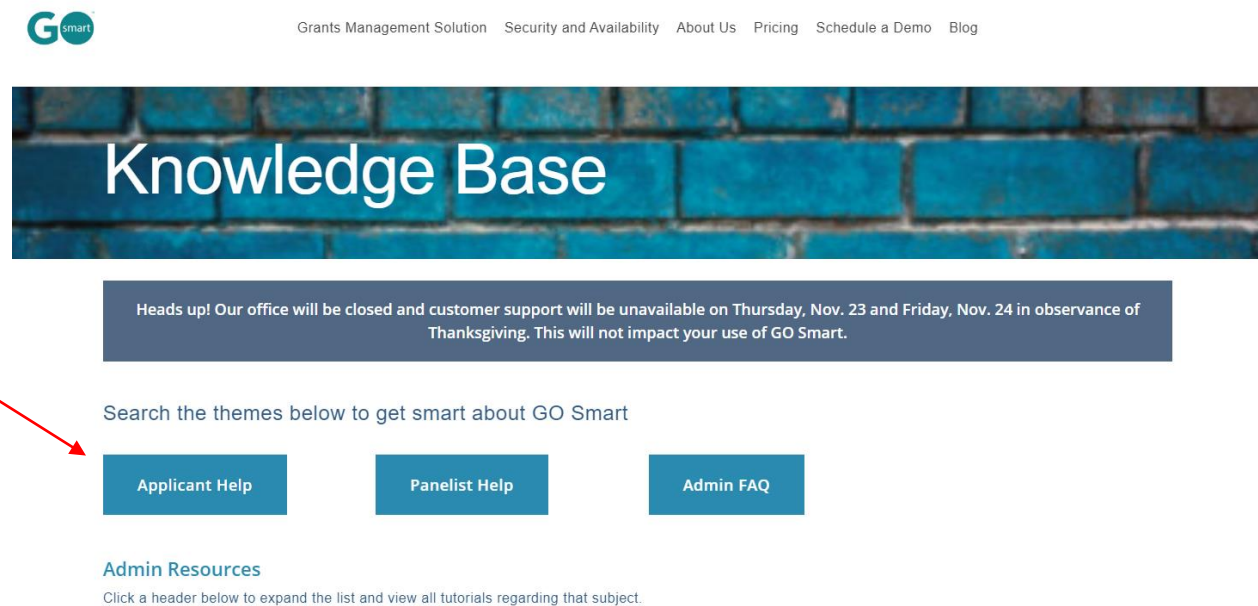 GO smart
Grants Management Solution Security and Availability About Us Pricing Schedule a Demo Blog
Knowledge Base
Heads up! Our office will be closed and customer support will be unavailable on Thursday, Nov. 23 and Friday, Nov. 24 in observance of
Thanksgiving. This will not impact your use of GO Smart.
Search the themes below to get smart about GO Smart
Applicant Help Panelist Help Admin FAQ
Admin Resources
Click a header below to expand the list and view all tutorials regarding that subject.